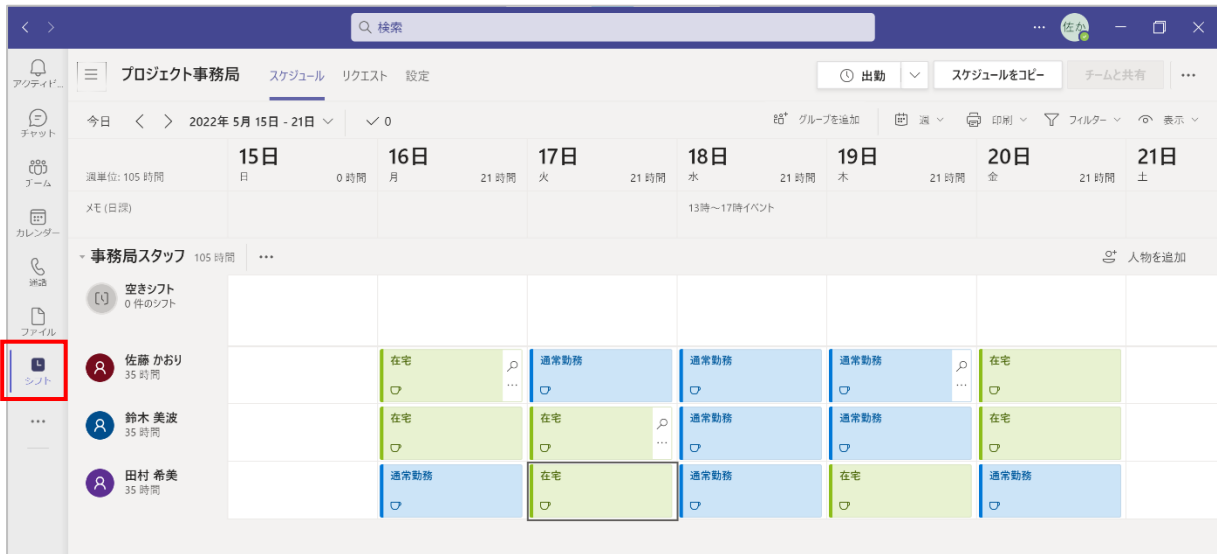 検索
佐か
アクティビ...
チャット
チーム
カレンダー
通話
ファイル
シフト
プロジェクト事務局 スケジュール リクエスト 設定
出勤 スケジュールをコピー チームと共有
今日 2022年 5月 15日 - 21日 0
グループを追加 週 印刷 フィルター 表示
週単位: 105 時間
15日 16日 17日 18日 19日 20日 21日
日 0 時間 月 21 時間 火 21 時間 水 21 時間 木 21 時間 金 21 時間 土
メモ (日課) 13時～17時イベント
事務局スタッフ 105 時間 ...
人物を追加
空きシフト
0 件のシフト
佐藤 かおり
35 時間
在宅 通常勤務 通常勤務 通常勤務 在宅
鈴木 美波
35 時間
在宅 在宅 通常勤務 通常勤務 在宅
田村 希美
35 時間
通常勤務 在宅 通常勤務 在宅 通常勤務